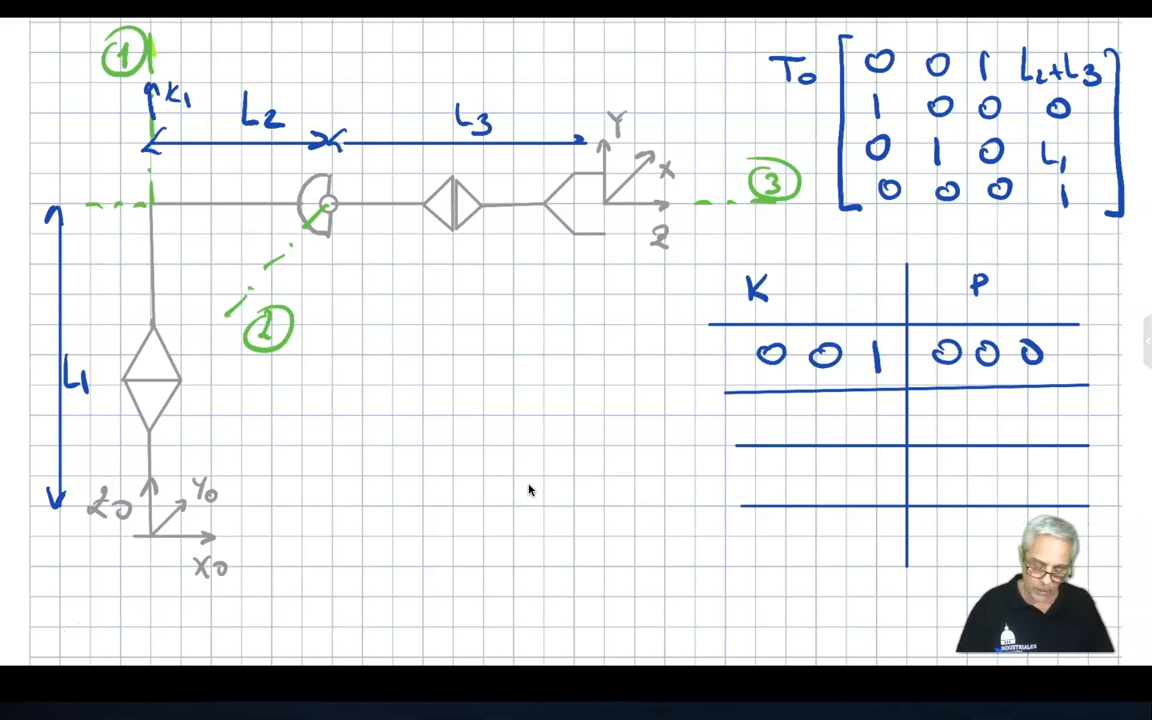 1
K1
L2
L3
Y
X
Z
3
2
L1
Z0
Y0
X0
T0
0 0 1 L2+L3
1 0 0 0
0 1 0 L1
0 0 0 1
K P
0 0 1 0 0 0
INDUSTRIALES